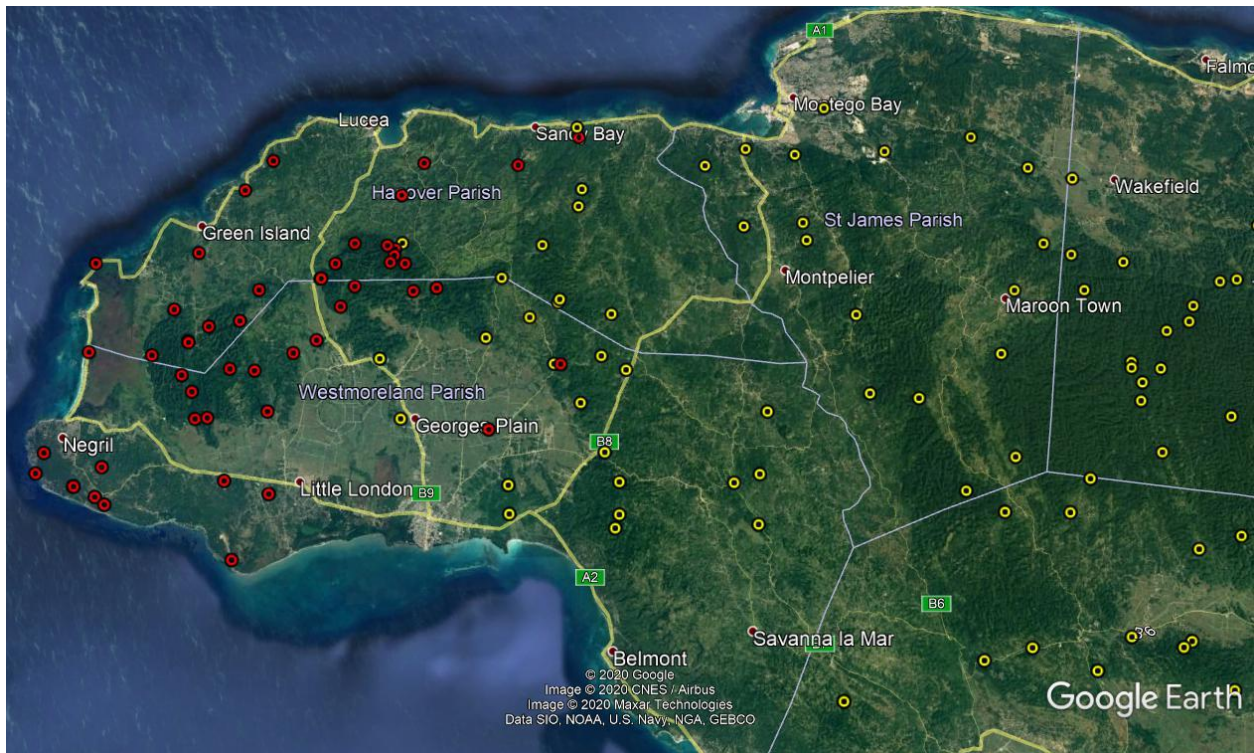 A1
Falmo
Montego Bay
Lucea
Sandy Bay
Wakefield
Hanover Parish
St James Parish
Green Island
Montpelier
Maroon Town
Westmoreland Parish
Georges Plain
Negril
B8
Little London
B9
A2
B6
Savanna la Mar
Belmont
© 2020 Google
Image © 2020 CNES / Airbus
Image © 2020 Maxar Technologies
Data SIO, NOAA, U.S. Navy, NGA, GEBCO
Google Earth